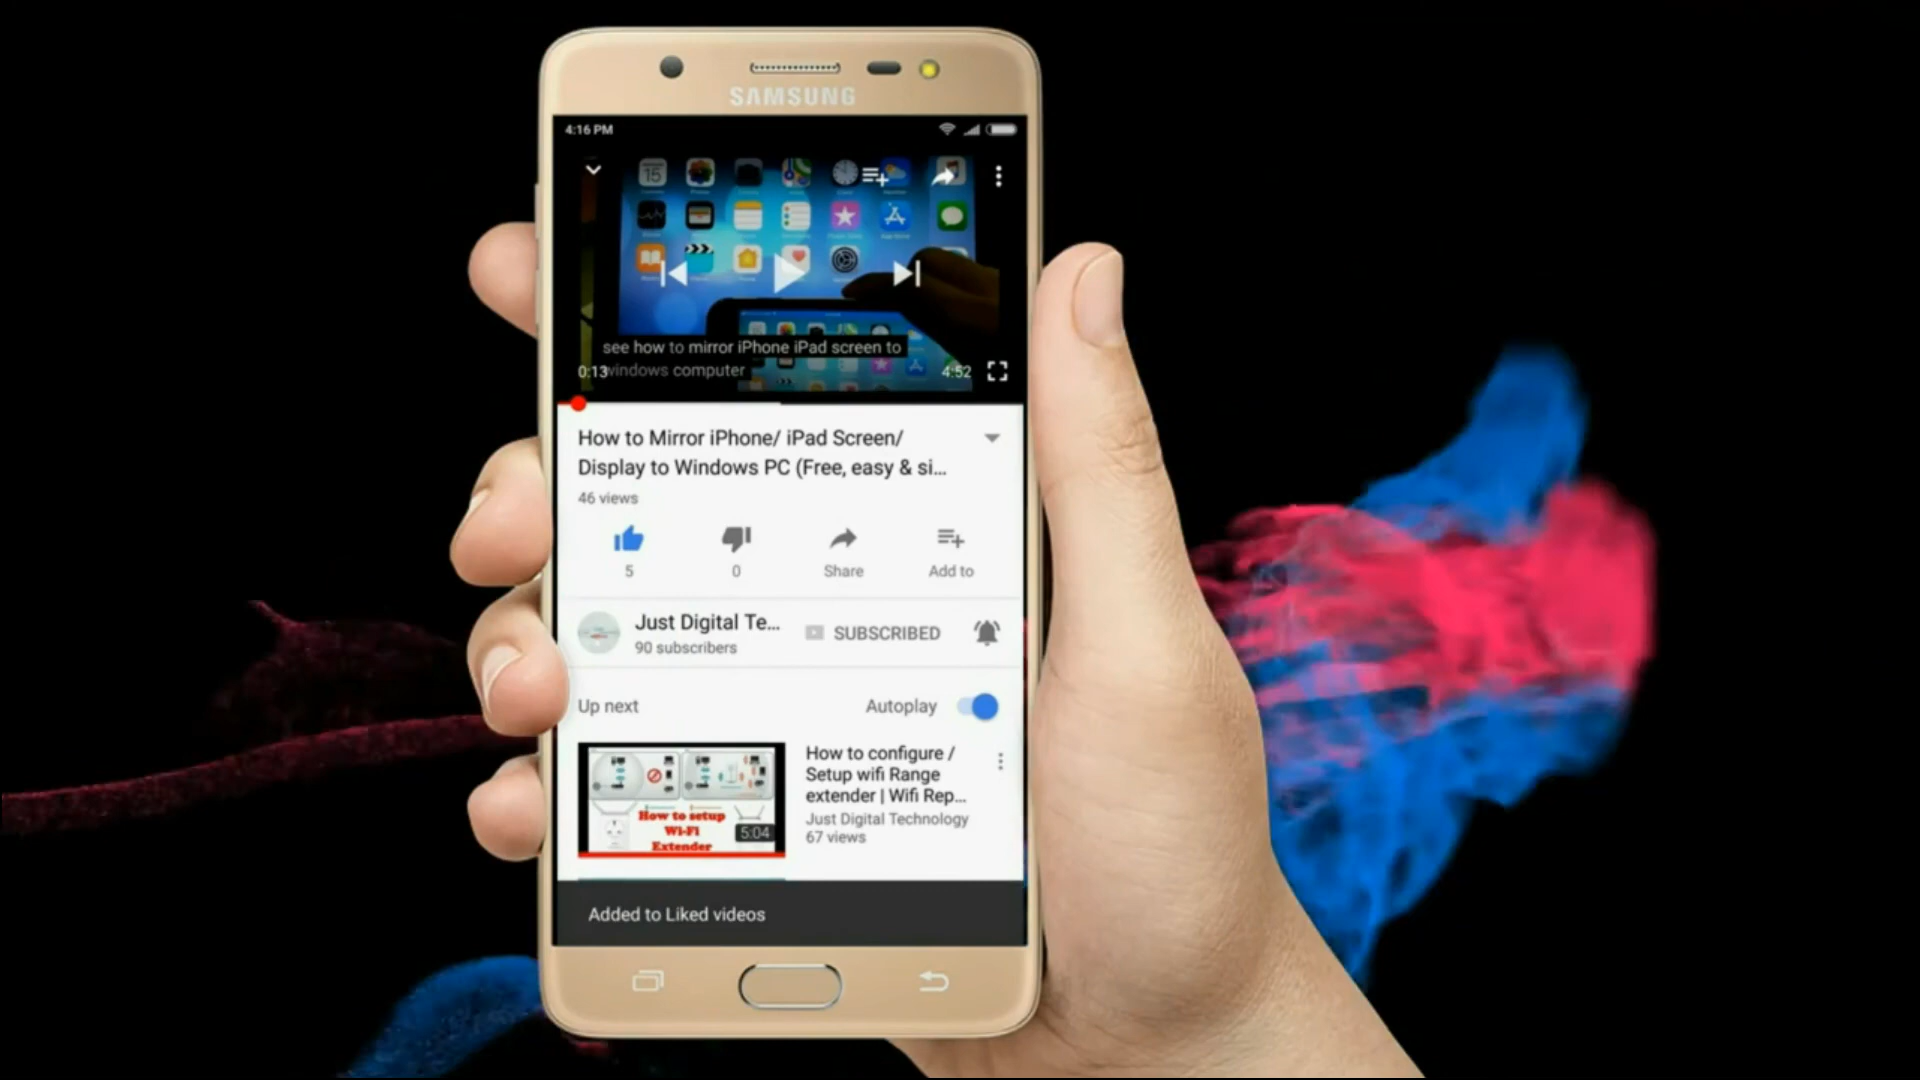 SAMSUNG
4:16 PM
15
see how to mirror iPhone iPad screen to
windows computer
0:13
4:52
How to Mirror iPhone/ iPad Screen/
Display to Windows PC (Free, easy & si...
46 views
5
0
Share
Add to
Just Digital Te...
SUBSCRIBED
90 subscribers
Up next
Autoplay
How to configure /
Setup wifi Range
extender | Wifi Rep...
Just Digital Technology
67 views
How to setup
Wi-Fi
Extender
5:04
Added to Liked videos